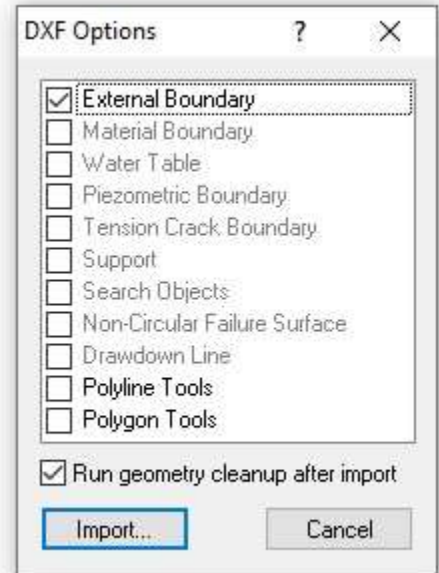 DXF Options ?
External Boundary
Material Boundary
Water Table
Piezometric Boundary
Tension Crack Boundary
Support
Search Objects
Non-Circular Failure Surface
Drawdown Line
Polyline Tools
Polygon Tools
Run geometry cleanup after import
Import... Cancel